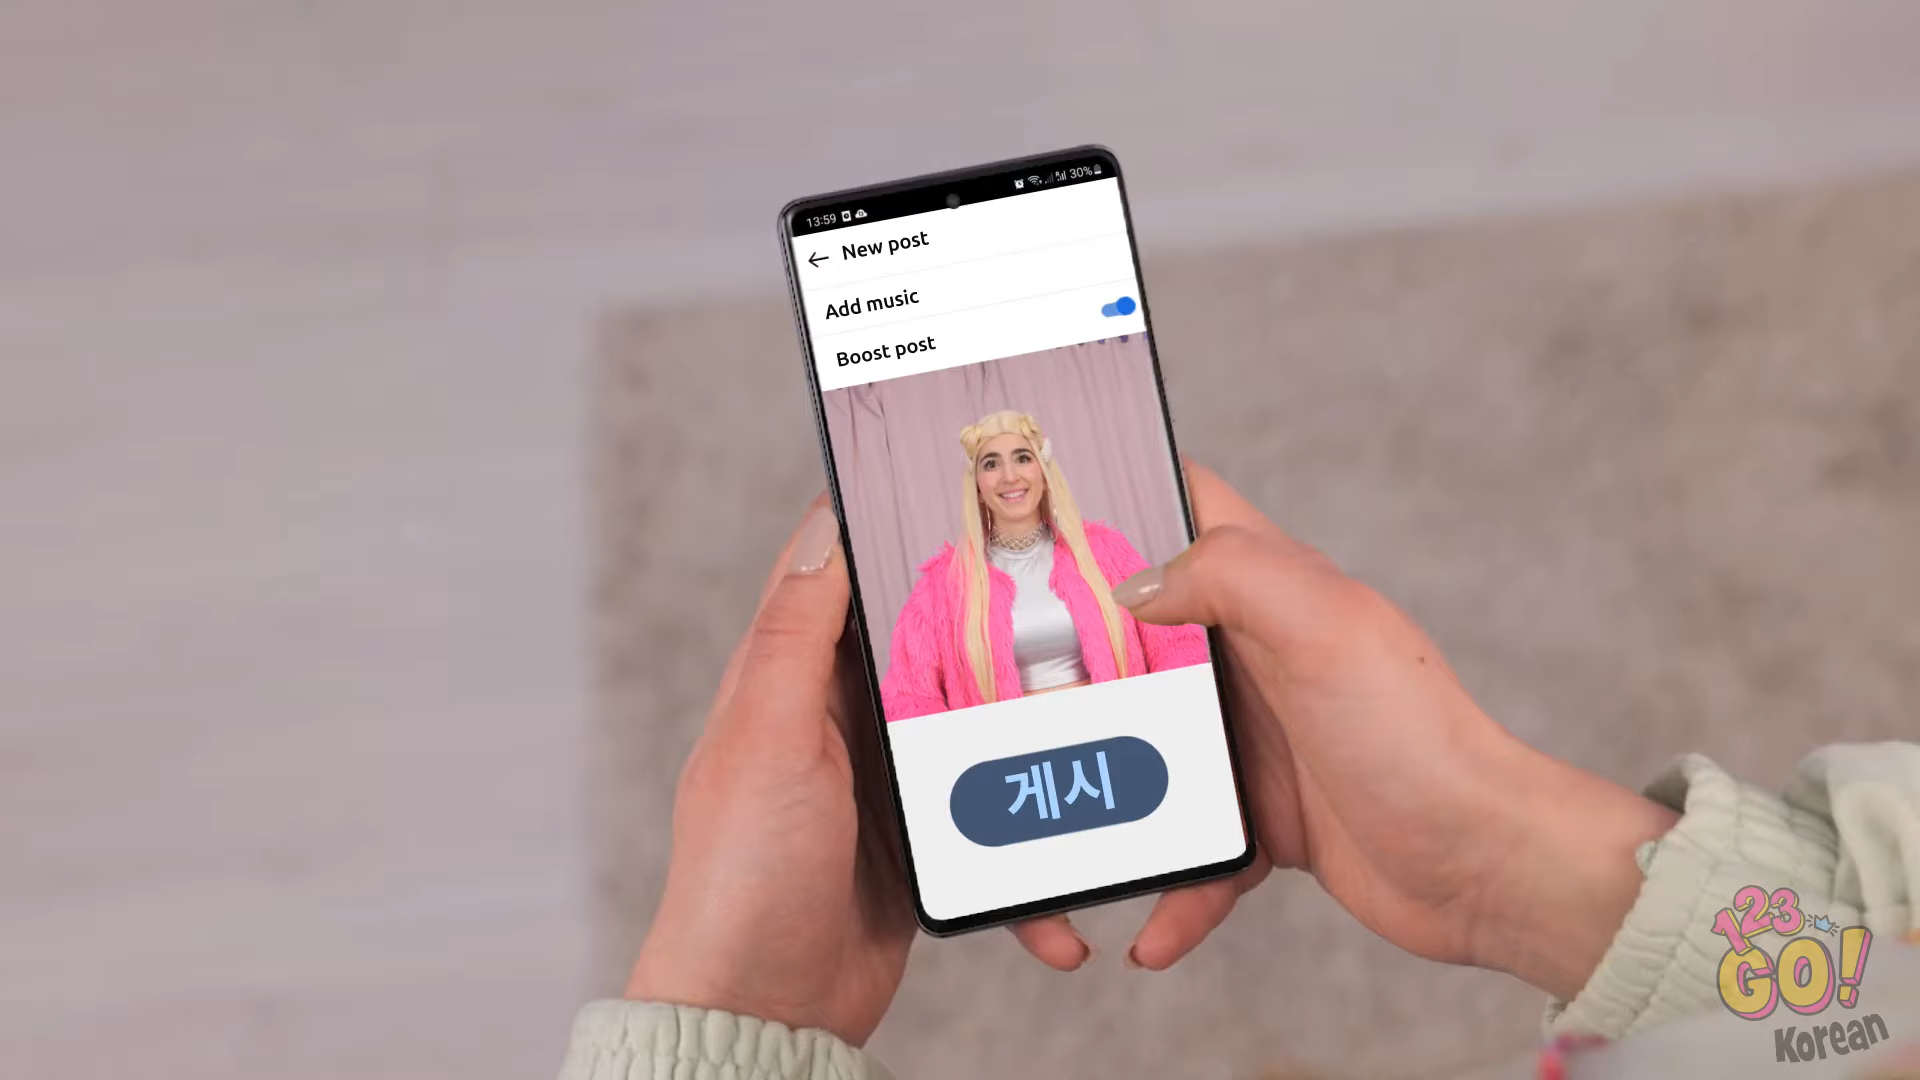 13:59
30%
New post
Add music
Boost post
게시
123
GO!
Korean